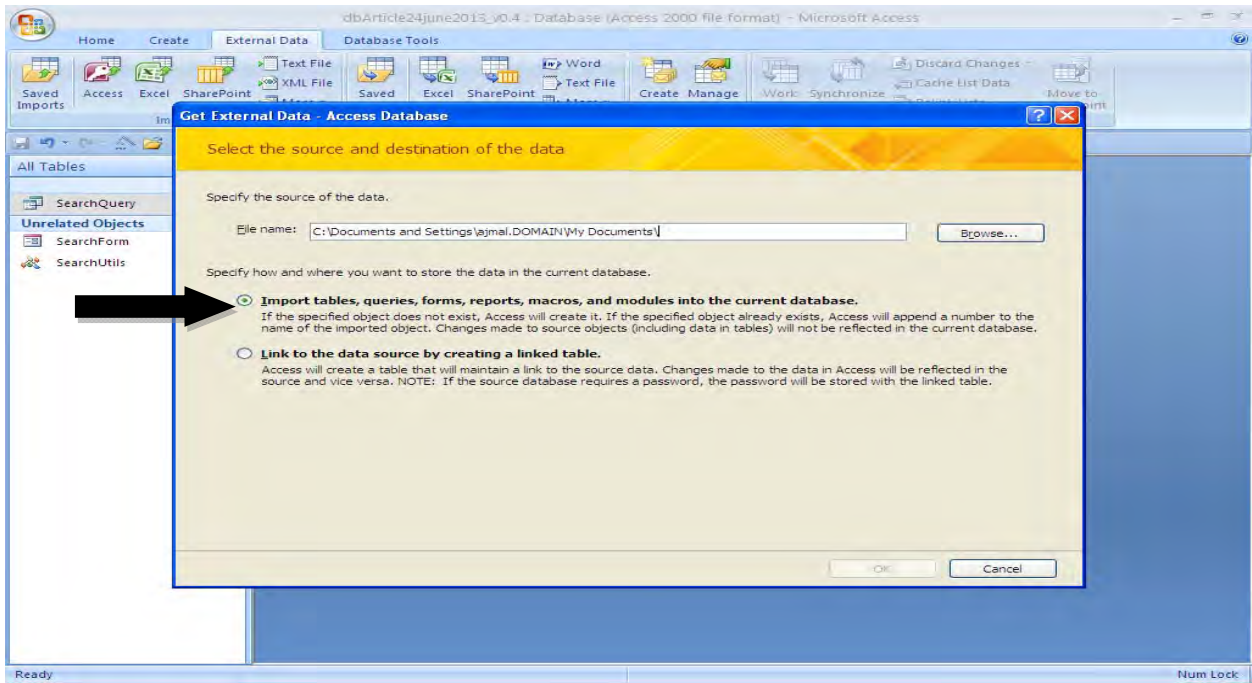 dbArticle24june2013_v0.4 : Database (Access 2000 file format) - Microsoft Access
Home Create External Data Database Tools
Text File Word Discard Changes
XML File Text File Cache List Data
Saved Imports Access Excel SharePoint Saved Excel SharePoint Create Manage Work Synchronize Move to
Get External Data - Access Database
Select the source and destination of the data
All Tables
SearchQuery
Unrelated Objects
SearchForm
SearchUtils
Specify the source of the data.
File name: C:\Documents and Settings\ajmal.DOMAIN\My Documents\ Browse...
Specify how and where you want to store the data in the current database.
Import tables, queries, forms, reports, macros, and modules into the current database.
If the specified object does not exist, Access will create it. If the specified object already exists, Access will append a number to the
name of the imported object. Changes made to source objects (including data in tables) will not be reflected in the current database.
Link to the data source by creating a linked table.
Access will create a table that will maintain a link to the source data. Changes made to the data in Access will be reflected in the
source and vice versa. NOTE: If the source database requires a password, the password will be stored with the linked table.
OK Cancel
Ready Num Lock